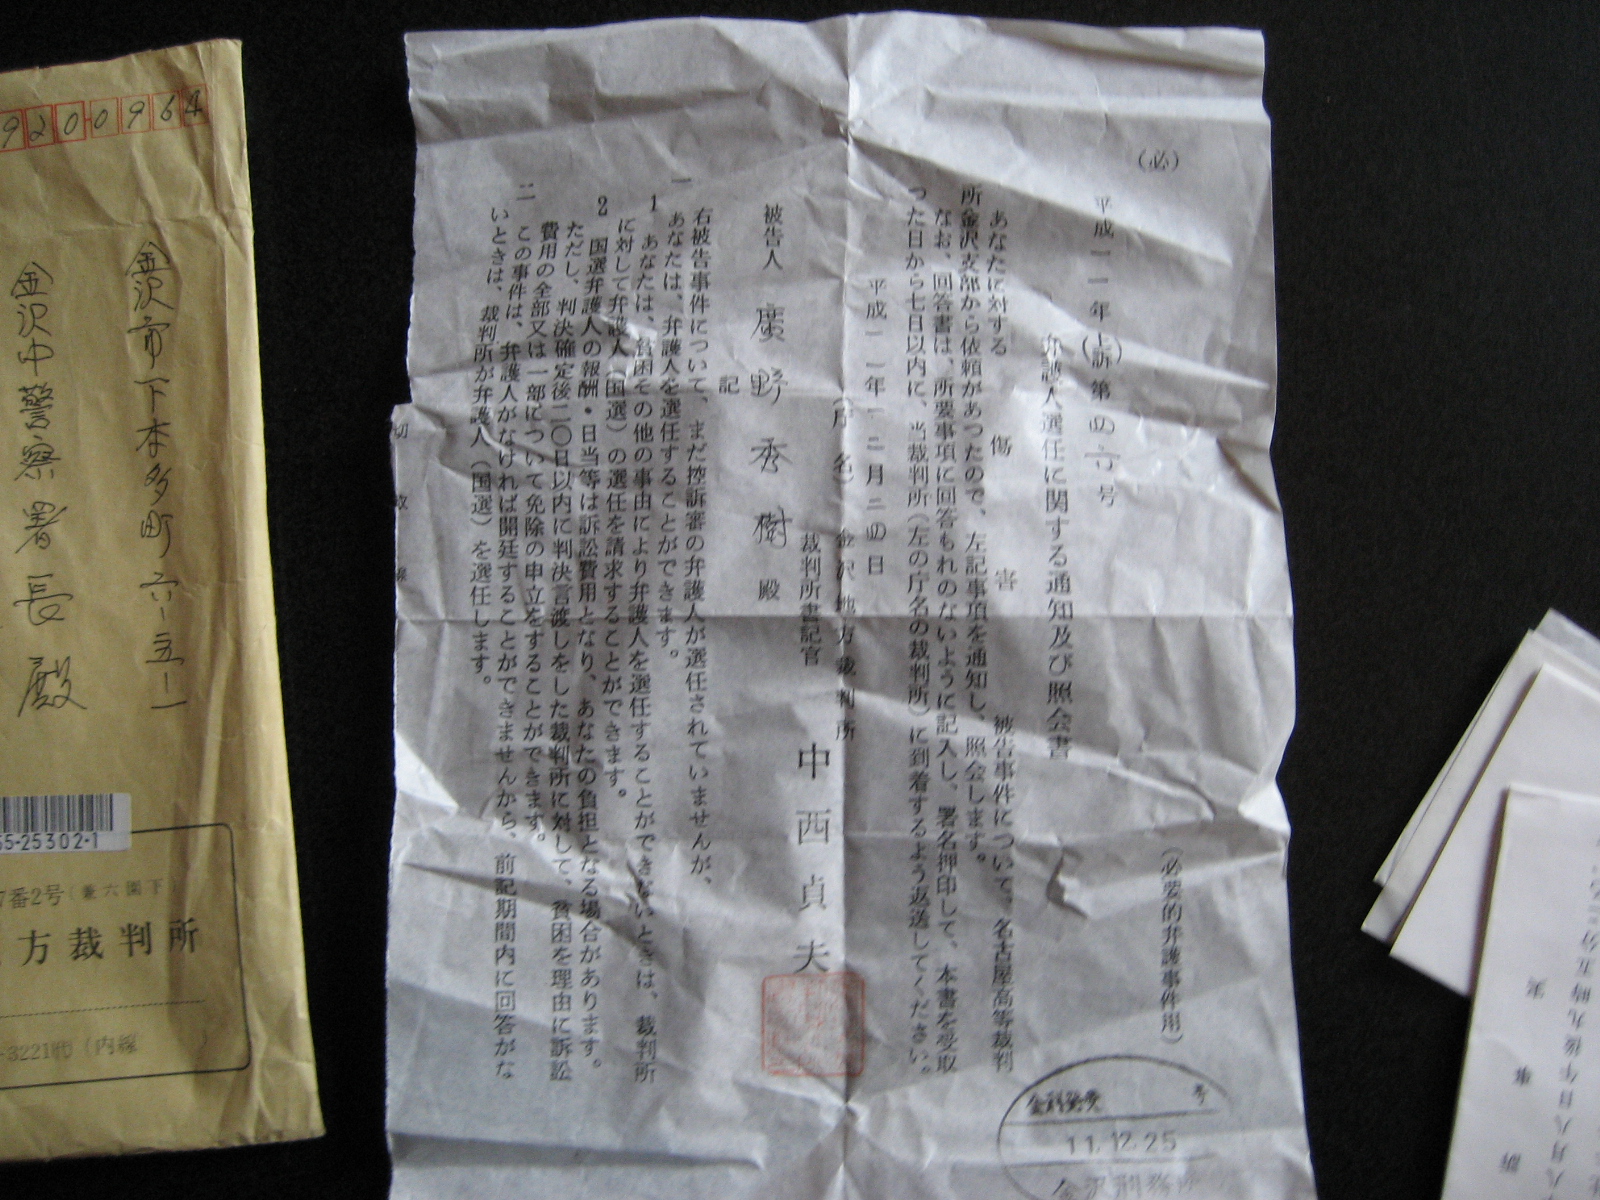 9200964
金沢市下本多町六ー五ー一
金沢中警察署長殿
55-25302-1
7番2号(兼六園下)
方裁判所
-3221㈹(内線　　)
(必)
(必要的弁護事件用)
平成一一年(上訴)第四六号
弁護人選任に関する通知及び照会書
あなたに対する　傷害　被告事件について、名古屋高等裁判
所金沢支部から依頼があつたので、左記事項を通知し、照会します。
なお、回答書は、所要事項に回答もれのないように記入し、署名押印して、本書を受取
つた日から七日以内に、当裁判所(左の庁名の裁判所)に到着するよう返送してください。
平成一一年一二月二四日
(庁名)金沢地方裁判所
裁判所書記官　中西貞夫
被告人　廣野秀樹　殿
記
右被告事件について、まだ控訴審の弁護人が選任されていませんが、
一　あなたは、弁護人を選任することができます。
1　あなたは、貧困その他の事由により弁護人を選任することができないときは、裁判所
に対して弁護人(国選)の選任を請求することができます。
2　国選弁護人の報酬・日当等は訴訟費用となり、あなたの負担となる場合があります。
ただし、判決確定後二〇日以内に判決言渡しをした裁判所に対して、貧困を理由に訴訟
費用の全部又は一部について免除の申立をすることができます。
二　この事件は、弁護人がなければ開廷することができませんから、前記期間内に回答がな
いときは、裁判所が弁護人(国選)を選任します。
切取線
号
11.12.25
金沢刑務所
八月八日午後九時五分ころ、
事実
訴